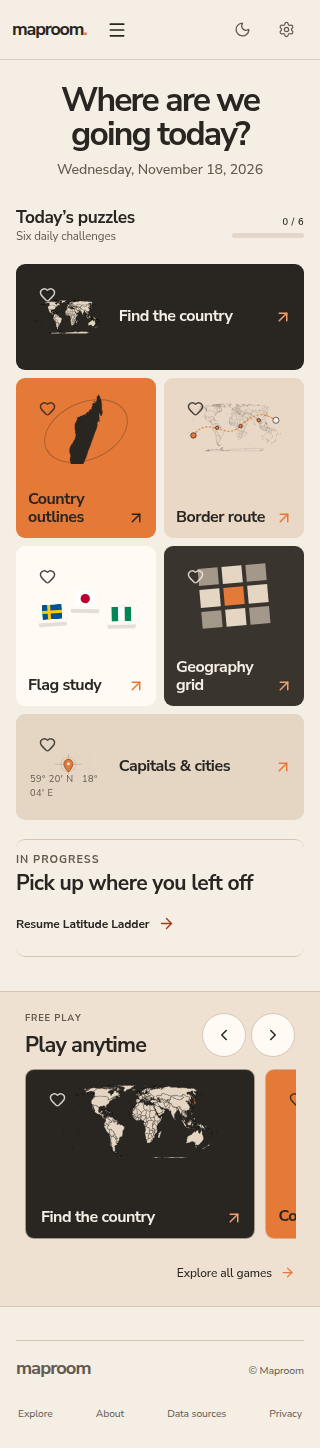 maproom.
Where are we
going today?
Wednesday, November 18, 2026
Today’s puzzles
Six daily challenges
0 / 6
Find the country
Country
outlines
Border route
Flag study
Geography
grid
59° 20′ N 18°
04′ E
Capitals & cities
IN PROGRESS
Pick up where you left off
Resume Latitude Ladder
FREE PLAY
Play anytime
Find the country
Co
Explore all games
maproom
© Maproom
Explore
About
Data sources
Privacy